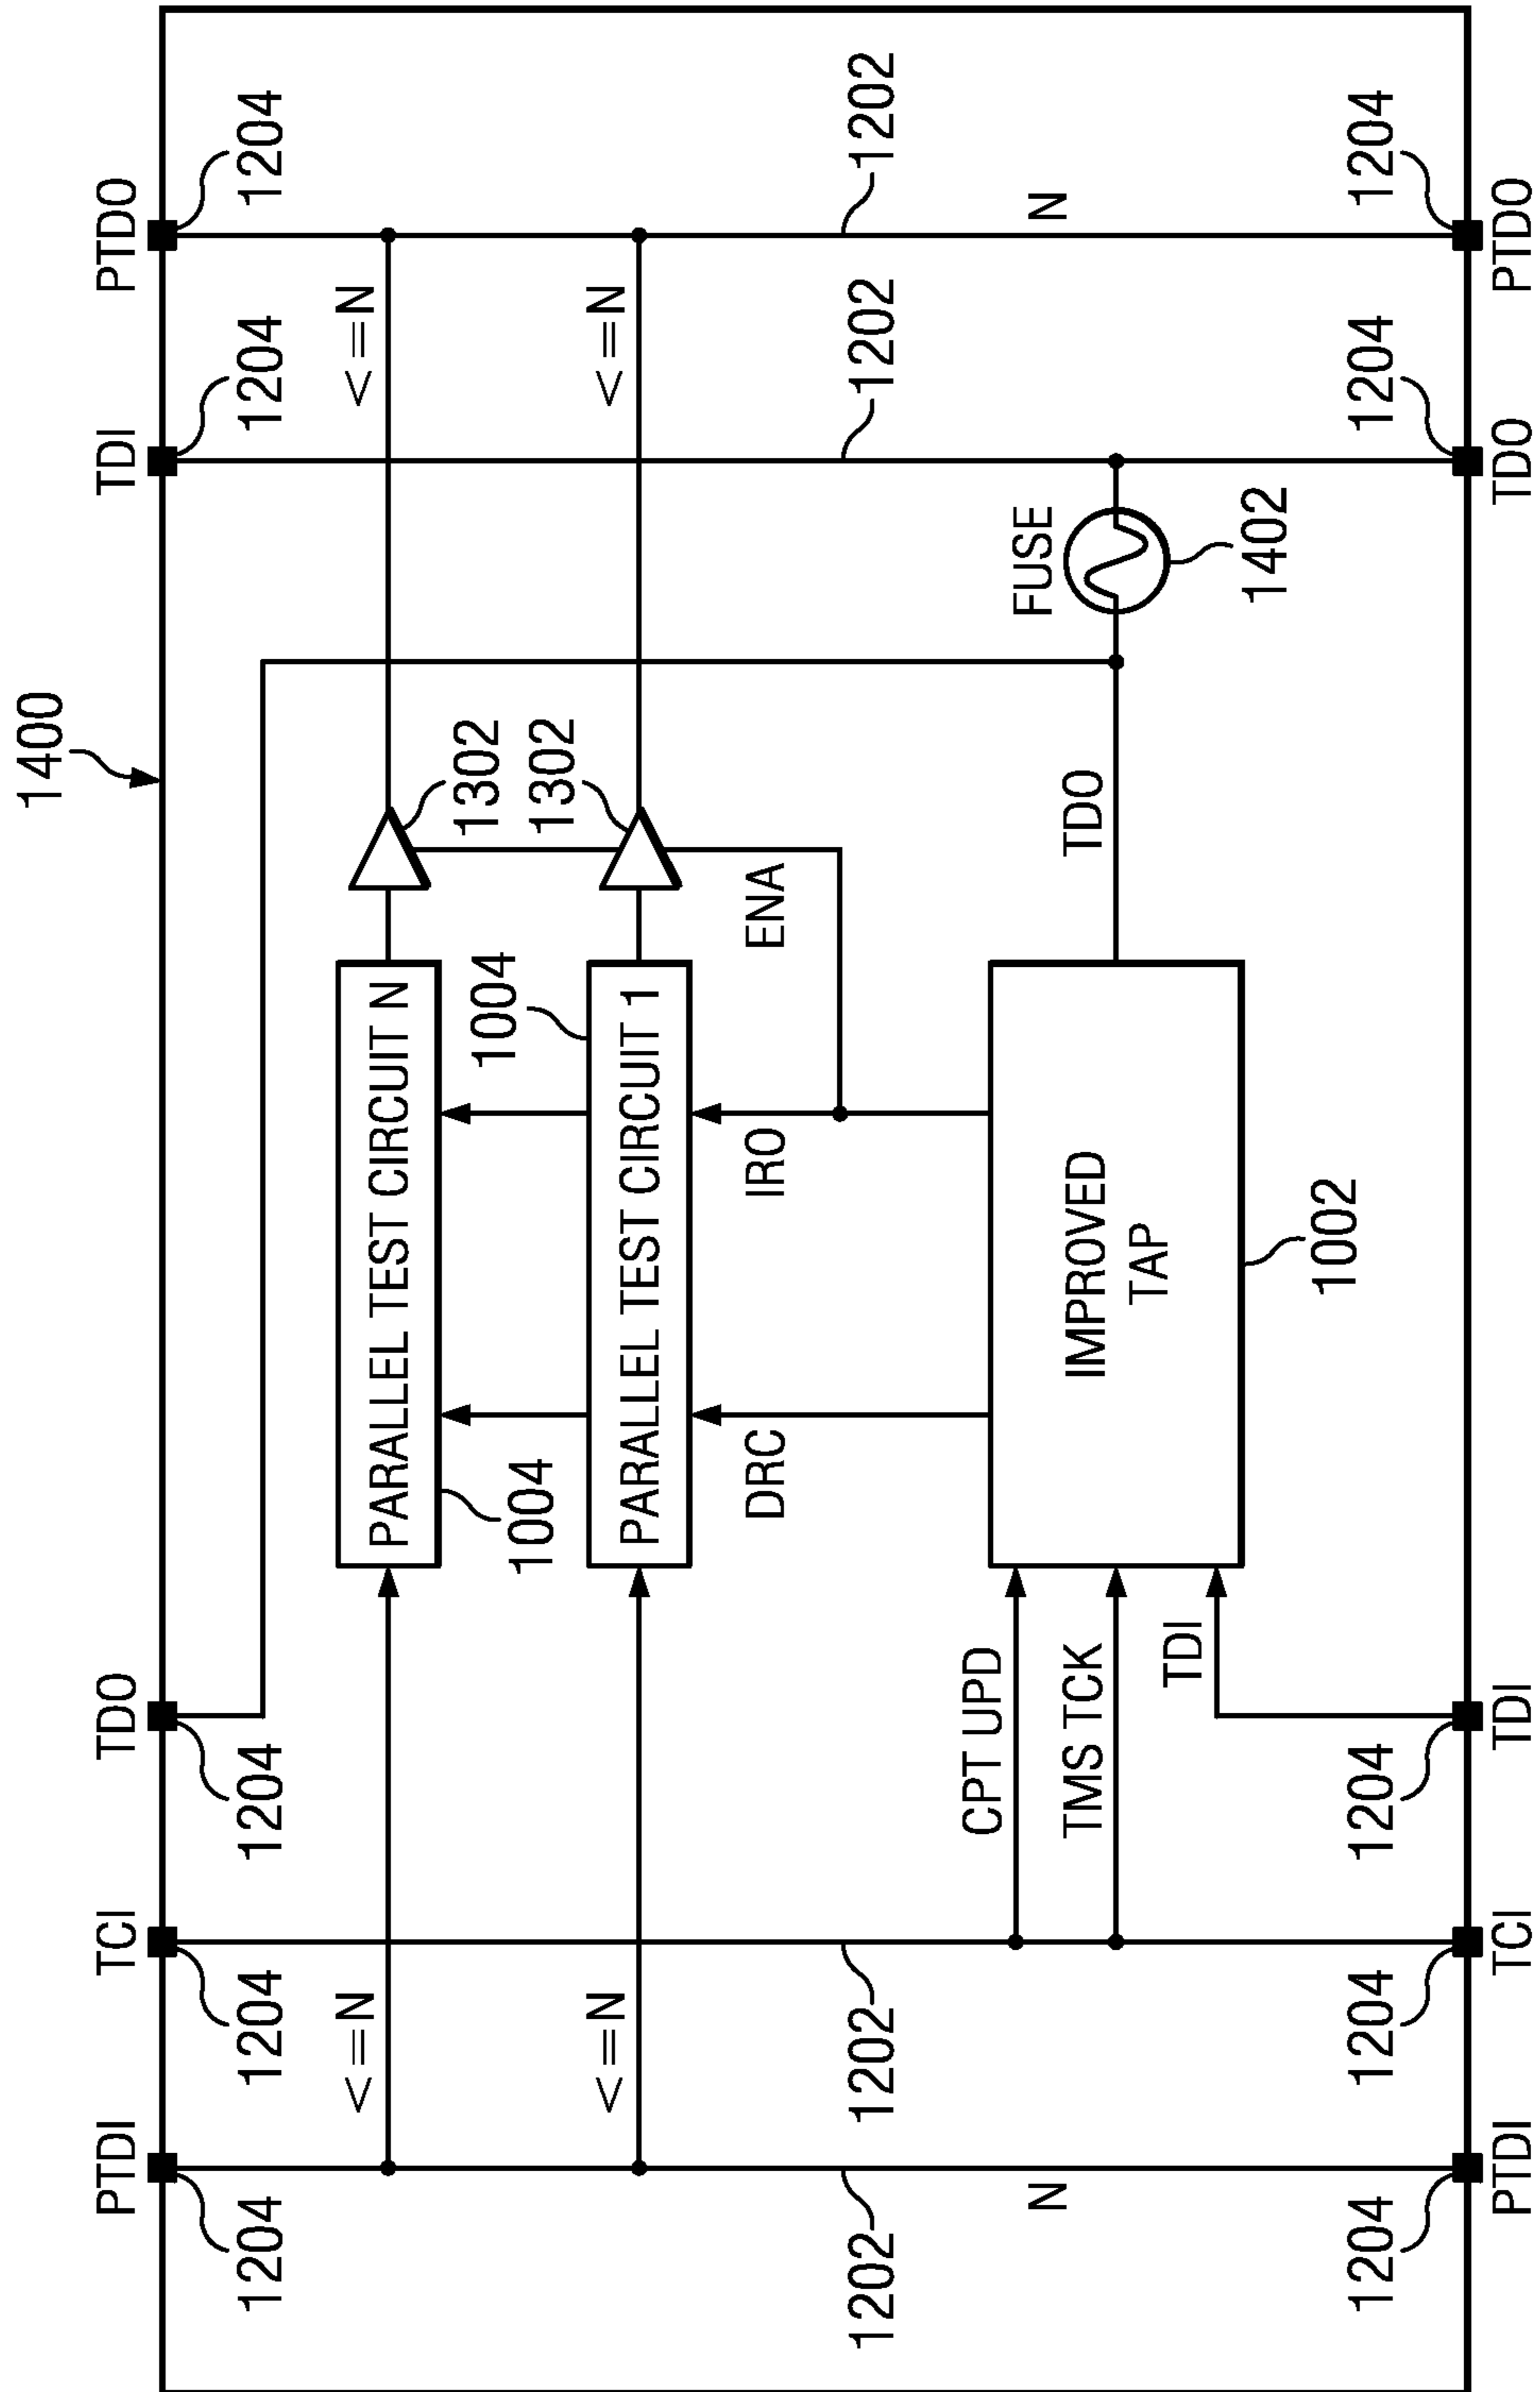 1400
PTDI
TCI
TDO
TDI
PTDO
1204
1204
1204
1204
1204
<=N
<=N
PARALLEL TEST CIRCUIT N
1004
1004
1302
1302
<=N
<=N
PARALLEL TEST CIRCUIT 1
DRC
IRO
ENA
1202
1202
1202
1202
N
CPT UPD
TMS TCK
TDI
IMPROVED
TAP
1002
TDO
FUSE
1402
N
1204
1204
1204
1204
1204
PTDI
TCI
TDI
TDO
PTDO